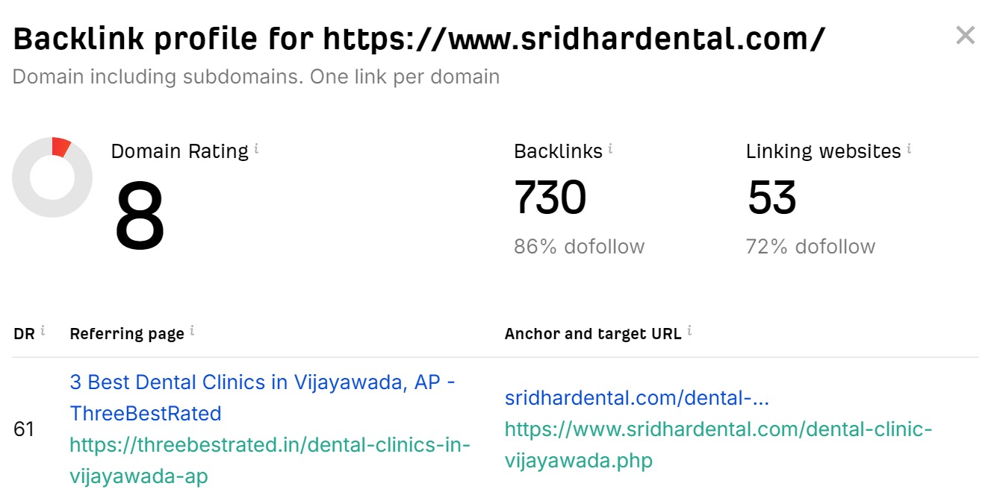 Backlink profile for https://www.sridhardental.com/
Domain including subdomains. One link per domain
Domain Rating i
8
Backlinks i
730
86% dofollow
Linking websites i
53
72% dofollow
DR i Referring page i Anchor and target URL i
61
3 Best Dental Clinics in Vijayawada, AP -
ThreeBestRated
https://threebestrated.in/dental-clinics-in-
vijayawada-ap
sridhardental.com/dental-...
https://www.sridhardental.com/dental-clinic-
vijayawada.php